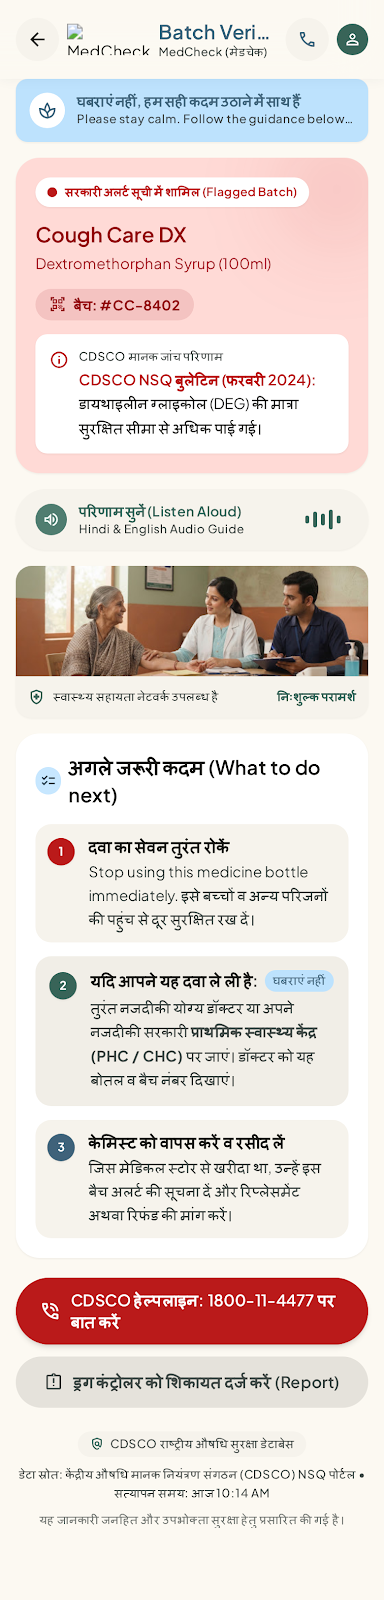 MedCheck
Batch Veri...
MedCheck (मेडचेक)
घबराएं नहीं, हम सही कदम उठाने में साथ हैं
Please stay calm. Follow the guidance below...
सरकारी अलर्ट सूची में शामिल (Flagged Batch)
Cough Care DX
Dextromethorphan Syrup (100ml)
बैच: #CC-8402
CDSCO मानक जांच परिणाम
CDSCO NSQ बुलेटिन (फरवरी 2024):
डायथाइलीन ग्लाइकोल (DEG) की मात्रा
सुरक्षित सीमा से अधिक पाई गई।
परिणाम सुनें (Listen Aloud)
Hindi & English Audio Guide
स्वास्थ्य सहायता नेटवर्क उपलब्ध है
निःशुल्क परामर्श
अगले जरूरी कदम (What to do
next)
1
दवा का सेवन तुरंत रोकें
Stop using this medicine bottle
immediately. इसे बच्चों व अन्य परिजनों
की पहुंच से दूर सुरक्षित रख दें।
2
यदि आपने यह दवा ले ली है:
घबराएं नहीं
तुरंत नजदीकी योग्य डॉक्टर या अपने
नजदीकी सरकारी प्राथमिक स्वास्थ्य केंद्र
(PHC / CHC) पर जाएं। डॉक्टर को यह
बोतल व बैच नंबर दिखाएं।
3
केमिस्ट को वापस करें व रसीद लें
जिस मेडिकल स्टोर से खरीदा था, उन्हें इस
बैच अलर्ट की सूचना दें और रिप्लेसमेंट
अथवा रिफंड की मांग करें।
CDSCO हेल्पलाइन: 1800-11-4477 पर
बात करें
ड्रग कंट्रोलर को शिकायत दर्ज करें (Report)
CDSCO राष्ट्रीय औषधि सुरक्षा डेटाबेस
डेटा स्रोत: केंद्रीय औषधि मानक नियंत्रण संगठन (CDSCO) NSQ पोर्टल •
सत्यापन समय: आज 10:14 AM
यह जानकारी जनहित और उपभोक्ता सुरक्षा हेतु प्रसारित की गई है।